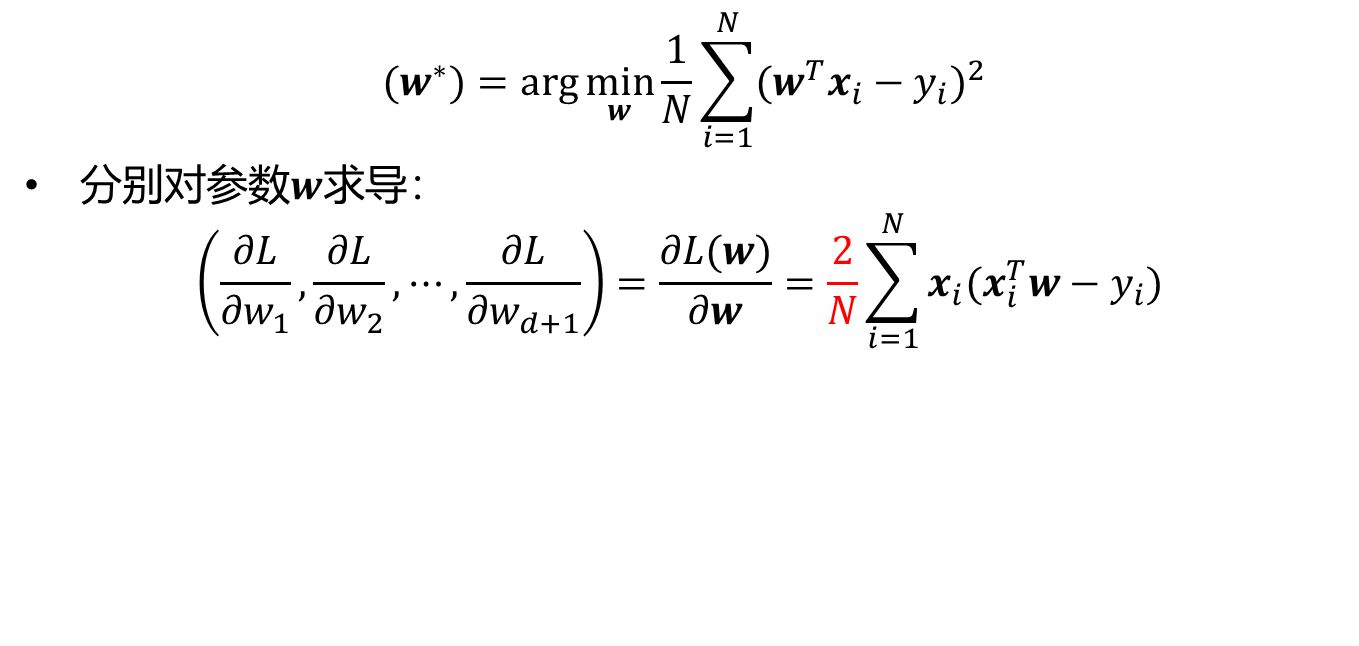 (w*) = arg min_w 1/N ∑_{i=1}^{N} (w^T x_i − y_i)^2
• 分别对参数w求导：
(∂L/∂w_1, ∂L/∂w_2, ⋯, ∂L/∂w_{d+1}) = ∂L(w)/∂w = 2/N ∑_{i=1}^{N} x_i(x_i^T w − y_i)